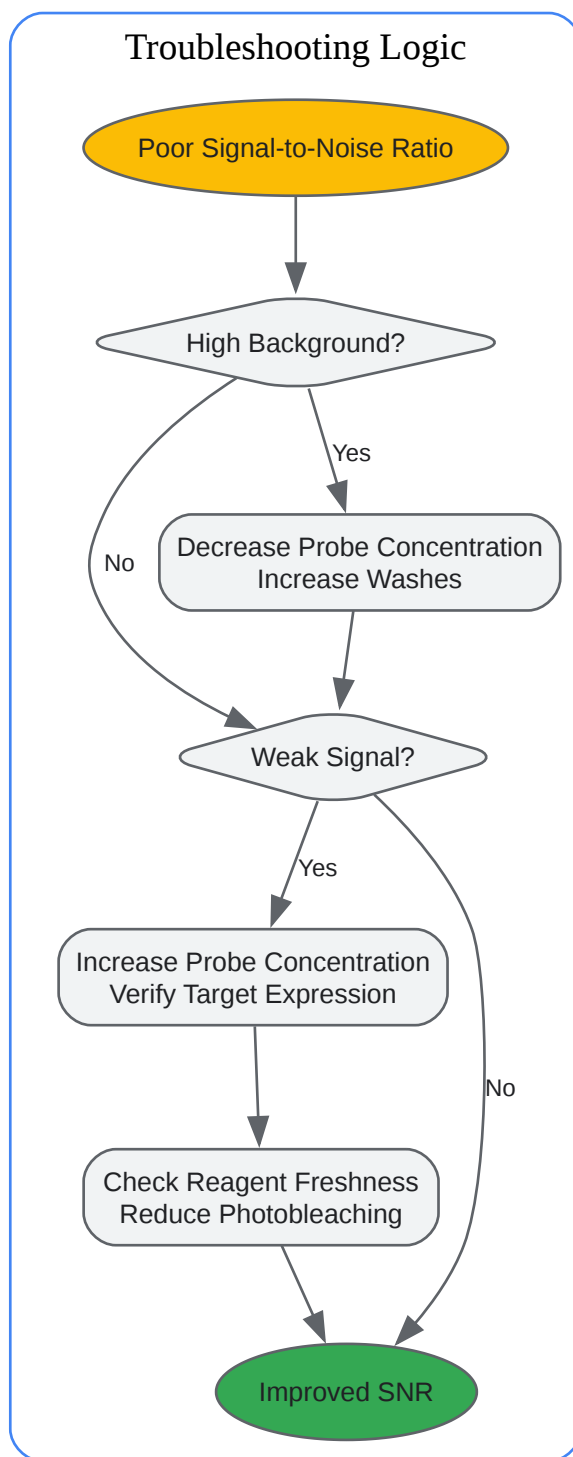 Troubleshooting Logic
Poor Signal-to-Noise Ratio
High Background?
Yes
No
Decrease Probe Concentration
Increase Washes
Weak Signal?
Yes
Increase Probe Concentration
Verify Target Expression
No
Check Reagent Freshness
Reduce Photobleaching
Improved SNR